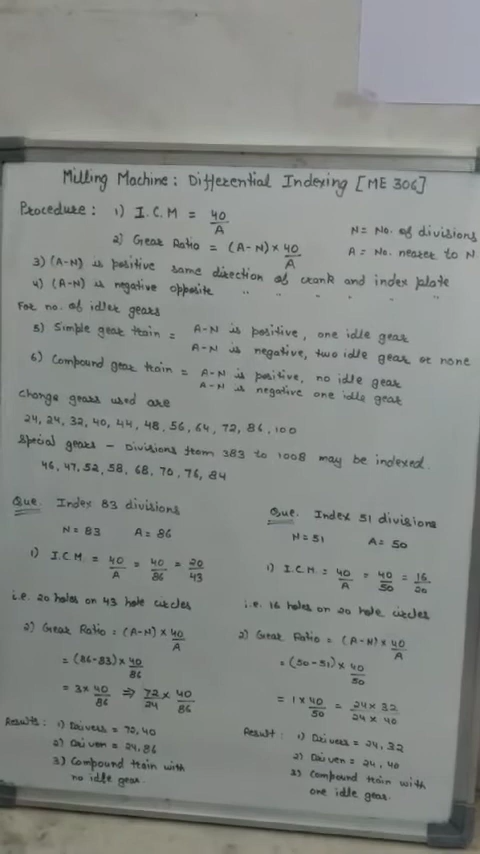 Milling Machine: Differential Indexing [ME 306]
Procedure: 1) I.C.M = 40/A
N = No. of divisions
2) Gear Ratio = (A-N) x 40/A
A = No. nearer to N
3) (A-N) is positive same direction of crank and index plate
4) (A-N) is negative opposite " " " " " "
For no. of idler gears
5) Simple gear train = A-N is positive, one idle gear
A-N is negative, two idle gear or none
6) Compound gear train = A-N is positive, no idle gear
A-N is negative one idle gear
Change gears used are
24, 24, 32, 40, 44, 48, 56, 64, 72, 86, 100
Special gears - Divisions from 383 to 1008 may be indexed.
46, 47, 52, 58, 68, 70, 76, 84
Que. Index 83 divisions
N = 83 A = 86
1) I.C.M. = 40/A = 40/86 = 20/43
i.e. 20 holes on 43 hole circles
2) Gear Ratio = (A-N) x 40/A
= (86-83) x 40/86
= 3 x 40/86 ⇒ 72/24 x 40/86
Results: 1) Drivers = 72, 40
2) Driven = 24, 86
3) Compound train with
no idle gear.
Que. Index 51 divisions
N = 51 A = 50
1) I.C.M. = 40/A = 40/50 = 16/20
i.e. 16 holes on 20 hole circles
2) Gear Ratio = (A-N) x 40/A
= (50-51) x 40/50
= 1 x 40/50 = 24 x 32/24 x 40
Result: 1) Drivers = 24, 32
2) Driven = 24, 40
3) Compound train with
one idle gear.